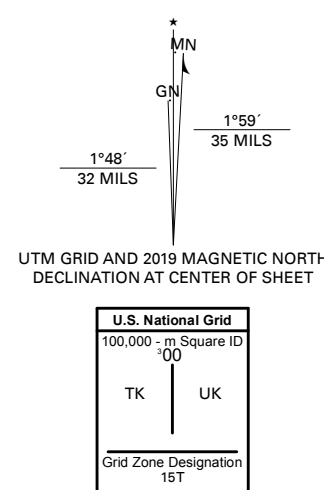 ★
MN
GN
1°59´
35 MILS
1°48´
32 MILS
UTM GRID AND 2019 MAGNETIC NORTH
DECLINATION AT CENTER OF SHEET
U.S. National Grid
100,000 - m Square ID
³00
TK UK
Grid Zone Designation
15T